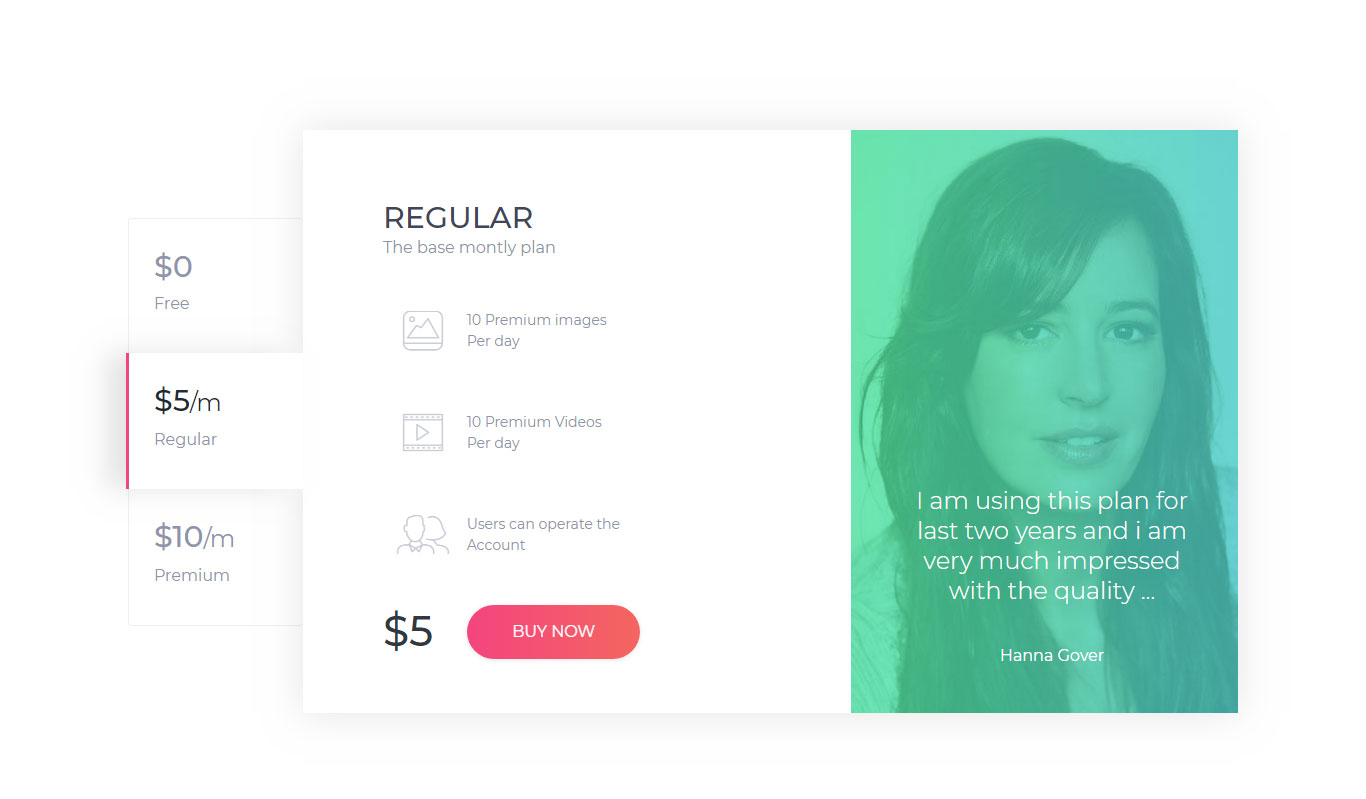 $0
Free
$5/m
Regular
$10/m
Premium
REGULAR
The base montly plan
10 Premium images
Per day
10 Premium Videos
Per day
Users can operate the
Account
$5
BUY NOW
I am using this plan for
last two years and i am
very much impressed
with the quality ...
Hanna Gover